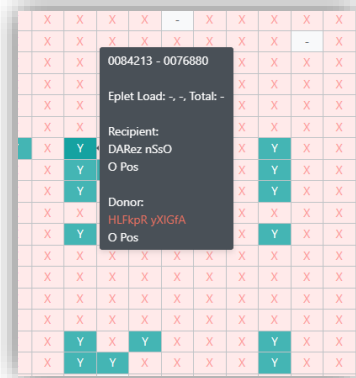 X X X X - X X X X X
X X X X X X X X - X
X X X X X X
X X X X X X
X X X X X X
X X X X X X
X Y X Y X X
X Y X Y X X
X Y X Y X X
X X X X X X
X Y X Y X X
0084213 - 0076880
Eplet Load: -, -, Total: -
Recipient:
DARez nSsO
O Pos
Donor:
HLFkpR yXIGfA
O Pos
X X X X X X X X X X
X X X X X X X X X X
X X X X X X X X X X
X X X X X X X X X X
X Y X Y X X X Y X X
X Y Y X X X X Y X X